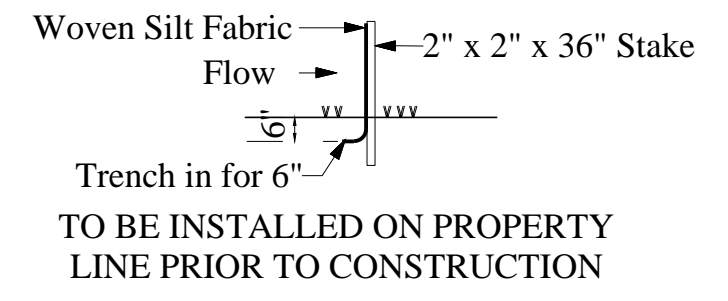 Woven Silt Fabric
2" x 2" x 36" Stake
Flow
6"
Trench in for 6"
TO BE INSTALLED ON PROPERTY
LINE PRIOR TO CONSTRUCTION